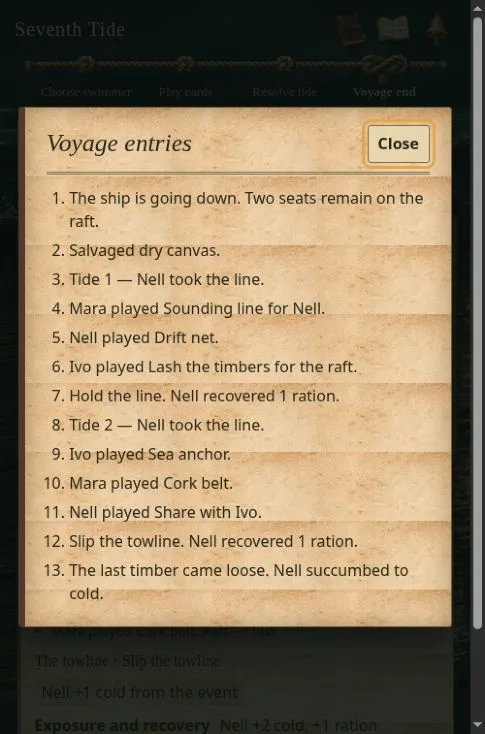 Seventh Tide
Choose swimmer Play cards Resolve tide Voyage end
Voyage entries
Close
1. The ship is going down. Two seats remain on the
raft.
2. Salvaged dry canvas.
3. Tide 1 — Nell took the line.
4. Mara played Sounding line for Nell.
5. Nell played Drift net.
6. Ivo played Lash the timbers for the raft.
7. Hold the line. Nell recovered 1 ration.
8. Tide 2 — Nell took the line.
9. Ivo played Sea anchor.
10. Mara played Cork belt.
11. Nell played Share with Ivo.
12. Slip the towline. Nell recovered 1 ration.
13. The last timber came loose. Nell succumbed to
cold.
Mara played Cork belt.
The towline · Slip the towline
Nell +1 cold from the event
Exposure and recovery Nell +2 cold, +1 ration